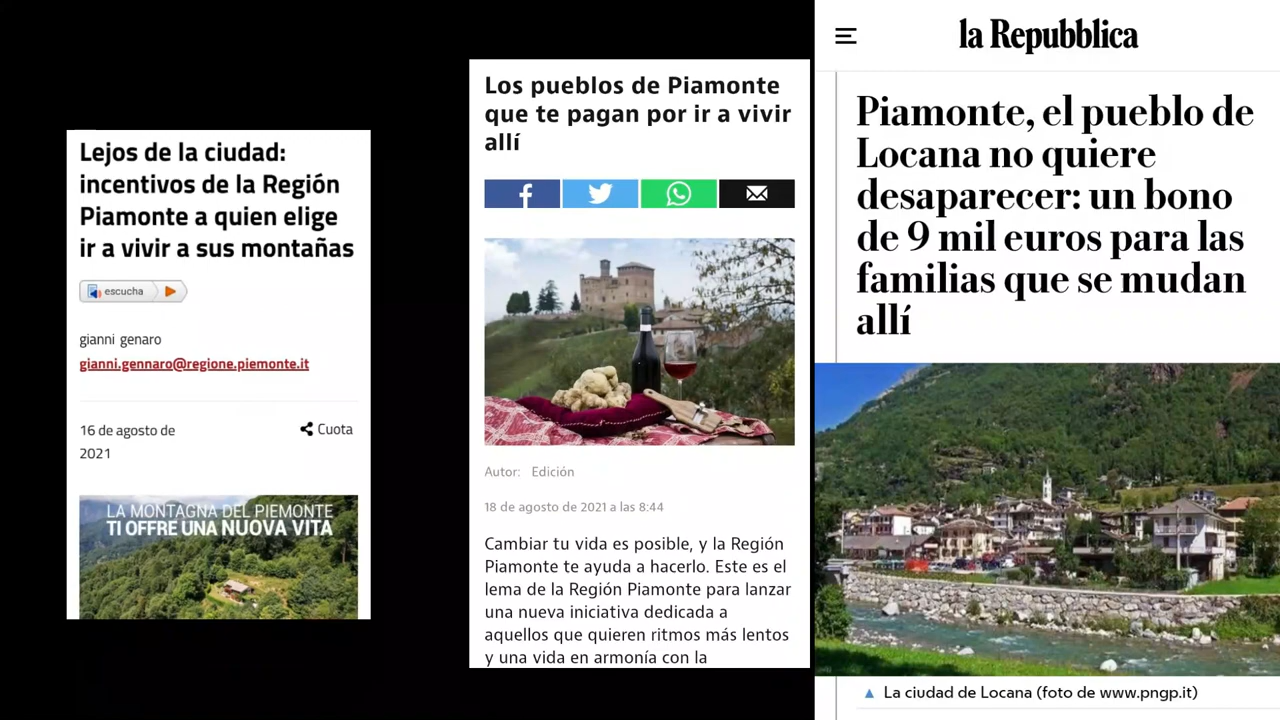 Lejos de la ciudad:
incentivos de la Región
Piamonte a quien elige
ir a vivir a sus montañas
escucha
gianni genaro
gianni.gennaro@regione.piemonte.it
16 de agosto de
2021
Cuota
LA MONTAGNA DEL PIEMONTE
TI OFFRE UNA NUOVA VITA
Los pueblos de Piamonte
que te pagan por ir a vivir
allí
Autor: Edición
18 de agosto de 2021 a las 8:44
Cambiar tu vida es posible, y la Región
Piamonte te ayuda a hacerlo. Este es el
lema de la Región Piamonte para lanzar
una nueva iniciativa dedicada a
aquellos que quieren ritmos más lentos
y una vida en armonía con la
la Repubblica
Piamonte, el pueblo de
Locana no quiere
desaparecer: un bono
de 9 mil euros para las
familias que se mudan
allí
La ciudad de Locana (foto de www.pngp.it)